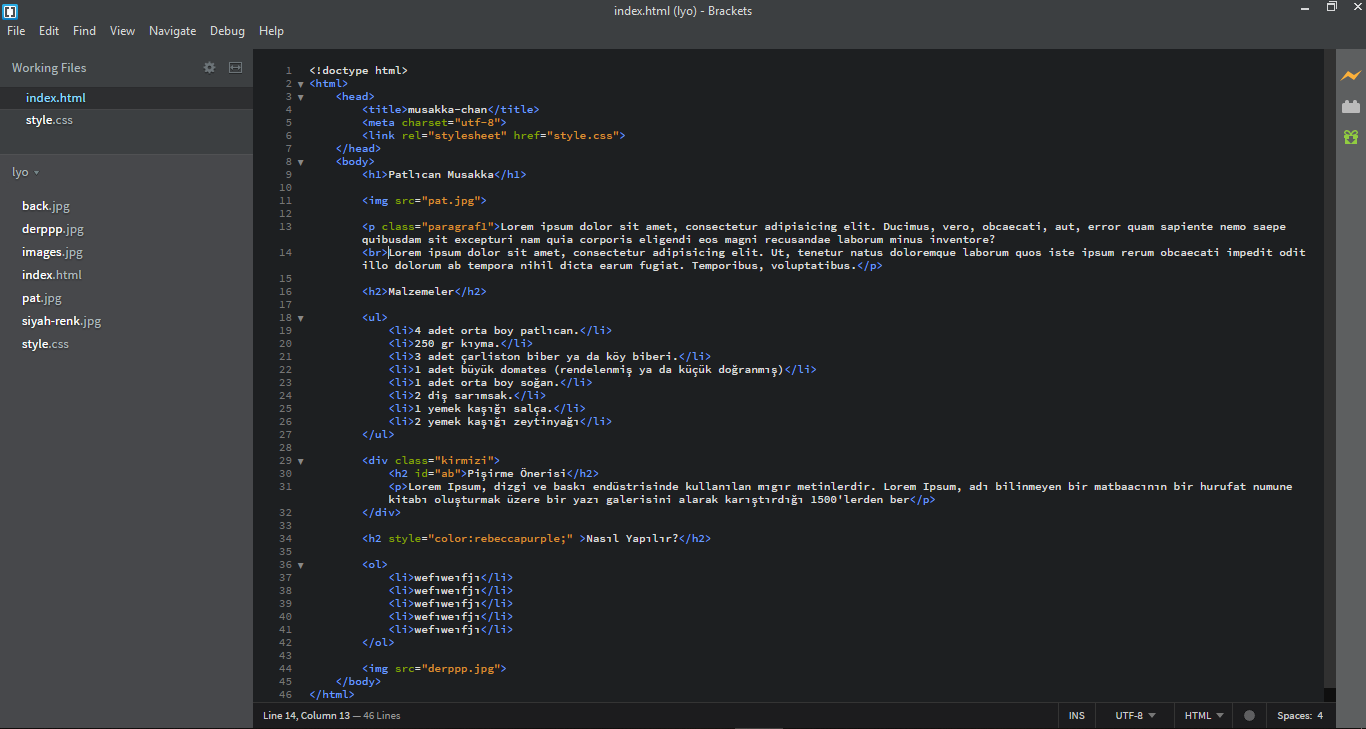 index.html (lyo) - Brackets
File Edit Find View Navigate Debug Help
Working Files
index.html
style.css
lyo
back.jpg
derppp.jpg
images.jpg
index.html
pat.jpg
siyah-renk.jpg
style.css
1 <!doctype html>
2 <html>
3 <head>
4 <title>musakka-chan</title>
5 <meta charset="utf-8">
6 <link rel="stylesheet" href="style.css">
7 </head>
8 <body>
9 <h1>Patlıcan Musakka</h1>
10
11 <img src="pat.jpg">
12
13 <p class="paragraf1">Lorem ipsum dolor sit amet, consectetur adipisicing elit. Ducimus, vero, obcaecati, aut, error quam sapiente nemo saepe
quibusdam sit excepturi nam quia corporis eligendi eos magni recusandae laborum minus inventore?
14 <br>Lorem ipsum dolor sit amet, consectetur adipisicing elit. Ut, tenetur natus doloremque laborum quos iste ipsum rerum obcaecati impedit odit
illo dolorum ab tempora nihil dicta earum fugiat. Temporibus, voluptatibus.</p>
15
16 <h2>Malzemeler</h2>
17
18 <ul>
19 <li>4 adet orta boy patlıcan.</li>
20 <li>250 gr kıyma.</li>
21 <li>3 adet çarliston biber ya da köy biberi.</li>
22 <li>1 adet büyük domates (rendelenmiş ya da küçük doğranmış)</li>
23 <li>1 adet orta boy soğan.</li>
24 <li>2 diş sarımsak.</li>
25 <li>1 yemek kaşığı salça.</li>
26 <li>2 yemek kaşığı zeytinyağı</li>
27 </ul>
28
29 <div class="kirmizi">
30 <h2 id="ab">Pişirme Önerisi</h2>
31 <p>Lorem Ipsum, dizgi ve baskı endüstrisinde kullanılan mıgır metinlerdir. Lorem Ipsum, adı bilinmeyen bir matbaacının bir hurufat numune
kitabı oluşturmak üzere bir yazı galerisini alarak karıştırdığı 1500'lerden ber</p>
32 </div>
33
34 <h2 style="color:rebeccapurple;" >Nasıl Yapılır?</h2>
35
36 <ol>
37 <li>wefıweıfjı</li>
38 <li>wefıweıfjı</li>
39 <li>wefıweıfjı</li>
40 <li>wefıweıfjı</li>
41 <li>wefıweıfjı</li>
42 </ol>
43
44 <img src="derppp.jpg">
45 </body>
46 </html>
Line 14, Column 13 — 46 Lines INS UTF-8 HTML Spaces: 4